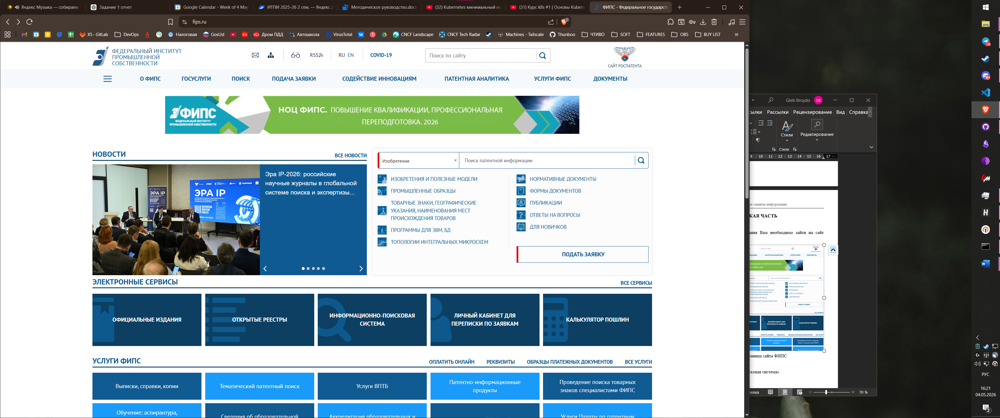 Яндекс Музыка — собираем
Задание 1 отчет
Google Calendar - Week of 4 May
ИТПИ 2025-26 2 сем. — Яндекс Д
Методическое руководство.docx
(32) Kubernetes минимальный на
(31) Курс k8s #1 | Основы Kubern
ФИПС - Федеральное государств
fips.ru
2
X5 · GitLab
DevOps
Налоговая
GosUsl
Дром ПДД
Автошкола
VirusTotal
1
CNCF Landscape
CNCF Tech Radar
Machines - Tailscale
Thunboo
ЧТИВО
SOFT
FEATURES
OBS
BUY LIST
ФЕДЕРАЛЬНЫЙ ИНСТИТУТ
ПРОМЫШЛЕННОЙ
СОБСТВЕННОСТИ
RSS
RU EN
COVID-19
Поиск по сайту
САЙТ РОСПАТЕНТА
О ФИПС
ГОСУСЛУГИ
ПОИСК
ПОДАЧА ЗАЯВКИ
СОДЕЙСТВИЕ ИННОВАЦИЯМ
ПАТЕНТНАЯ АНАЛИТИКА
УСЛУГИ ФИПС
ДОКУМЕНТЫ
ФИПС
ФЕДЕРАЛЬНЫЙ ИНСТИТУТ
ПРОМЫШЛЕННОЙ СОБСТВЕННОСТИ
НОЦ ФИПС. ПОВЫШЕНИЕ КВАЛИФИКАЦИИ, ПРОФЕССИОНАЛЬНАЯ
ПЕРЕПОДГОТОВКА. 2026
НОВОСТИ
ВСЕ НОВОСТИ
ЭРА IP
ЭРА IP
Эра IP-2026: российские
научные журналы в глобальной
системе поиска и экспертизы...
Изобретения
Поиск патентной информации
ИЗОБРЕТЕНИЯ И ПОЛЕЗНЫЕ МОДЕЛИ
ПРОМЫШЛЕННЫЕ ОБРАЗЦЫ
ТОВАРНЫЕ ЗНАКИ, ГЕОГРАФИЧЕСКИЕ
УКАЗАНИЯ, НАИМЕНОВАНИЯ МЕСТ
ПРОИСХОЖДЕНИЯ ТОВАРОВ
ПРОГРАММЫ ДЛЯ ЭВМ, БД
ТОПОЛОГИИ ИНТЕГРАЛЬНЫХ МИКРОСХЕМ
НОРМАТИВНЫЕ ДОКУМЕНТЫ
ФОРМЫ ДОКУМЕНТОВ
ПУБЛИКАЦИИ
ОТВЕТЫ НА ВОПРОСЫ
ДЛЯ НОВИЧКОВ
ПОДАТЬ ЗАЯВКУ
ЭЛЕКТРОННЫЕ СЕРВИСЫ
ВСЕ СЕРВИСЫ
ОФИЦИАЛЬНЫЕ ИЗДАНИЯ
ОТКРЫТЫЕ РЕЕСТРЫ
ИНФОРМАЦИОННО-ПОИСКОВАЯ
СИСТЕМА
ЛИЧНЫЙ КАБИНЕТ ДЛЯ
ПЕРЕПИСКИ ПО ЗАЯВКАМ
КАЛЬКУЛЯТОР ПОШЛИН
УСЛУГИ ФИПС
ОПЛАТИТЬ ОНЛАЙН
РЕКВИЗИТЫ
ОБРАЗЦЫ ПЛАТЕЖНЫХ ДОКУМЕНТОВ
ВСЕ УСЛУГИ
Выписки, справки, копии
Тематический патентный поиск
Услуги ВПТБ
Патентно-информационные
продукты
Проведение поиска товарных
знаков специалистами ФИПС
Обучение: аспирантура,
Сведения об образовательной
Аккредитация образовательных и
Услуги Палаты по патентным
Gleb Broydo GB
сылки
Рассылки
Рецензирование
Вид
Справка
Стили
Редактирование
Стили
9 10 11 12 13 14 15 16 17
ах защиты информации
КАЯ ЧАСТЬ
ания Вам необходимо зайти на сайт
раница сайта ФИПС
сковая система».
ровка
70 %
34
9+
РУС
16:21
04.05.2026
2